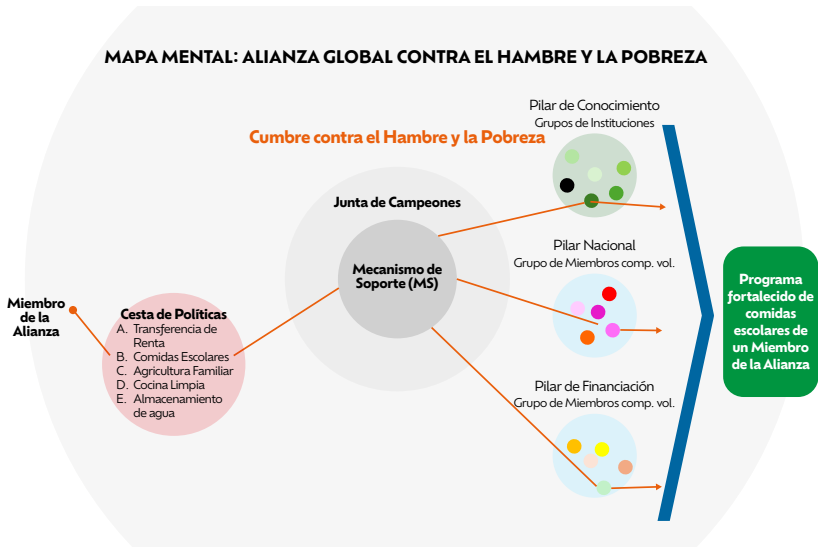 MAPA MENTAL: ALIANZA GLOBAL CONTRA EL HAMBRE Y LA POBREZA
Pilar de Conocimiento
Grupos de Instituciones
Cumbre contra el Hambre y la Pobreza
Junta de Campeones
Mecanismo de
Soporte (MS)
Pilar Nacional
Grupo de Miembros comp. vol.
Miembro
de la
Alianza
Cesta de Políticas
A. Transferencia de
Renta
B. Comidas Escolares
C. Agricultura Familiar
D. Cocina Limpia
E. Almacenamiento
de agua
Pilar de Financiación
Grupo de Miembros comp. vol.
Programa
fortalecido de
comidas
escolares de
un Miembro
de la Alianza